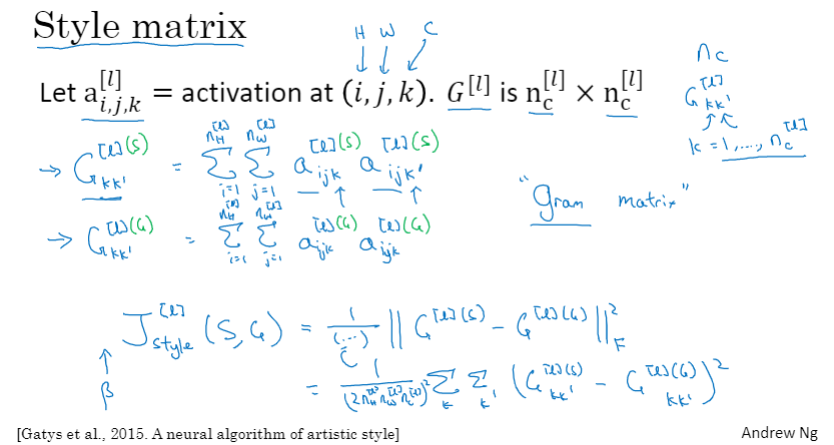 Style matrix
H W C
Let a^{[l]}_{i,j,k} = activation at (i, j, k). G^{[l]} is n_c^{[l]} × n_c^{[l]}
n_c
G^{[l]}_{kk'}
k = 1, ..., n_c^{[l]}
→ G^{[l](S)}_{kk'} = Σ_{i=1}^{n_H^{[l]}} Σ_{j=1}^{n_W^{[l]}} a^{[l](S)}_{ijk} a^{[l](S)}_{ijk'}
"Gram matrix"
→ G^{[l](G)}_{kk'} = Σ_{i=1}^{n_H^{[l]}} Σ_{j=1}^{n_W^{[l]}} a^{[l](G)}_{ijk} a^{[l](G)}_{ijk}
J^{[l]}_{style} (S, G) = 1/(...) || G^{[l](S)} - G^{[l](G)} ||^2_F
β
= 1/(2 n_H^{[l]} n_W^{[l]} n_c^{[l]})^2 Σ_k Σ_{k'} (G^{[l](S)}_{kk'} - G^{[l](G)}_{kk'})^2
[Gatys et al., 2015. A neural algorithm of artistic style]
Andrew Ng